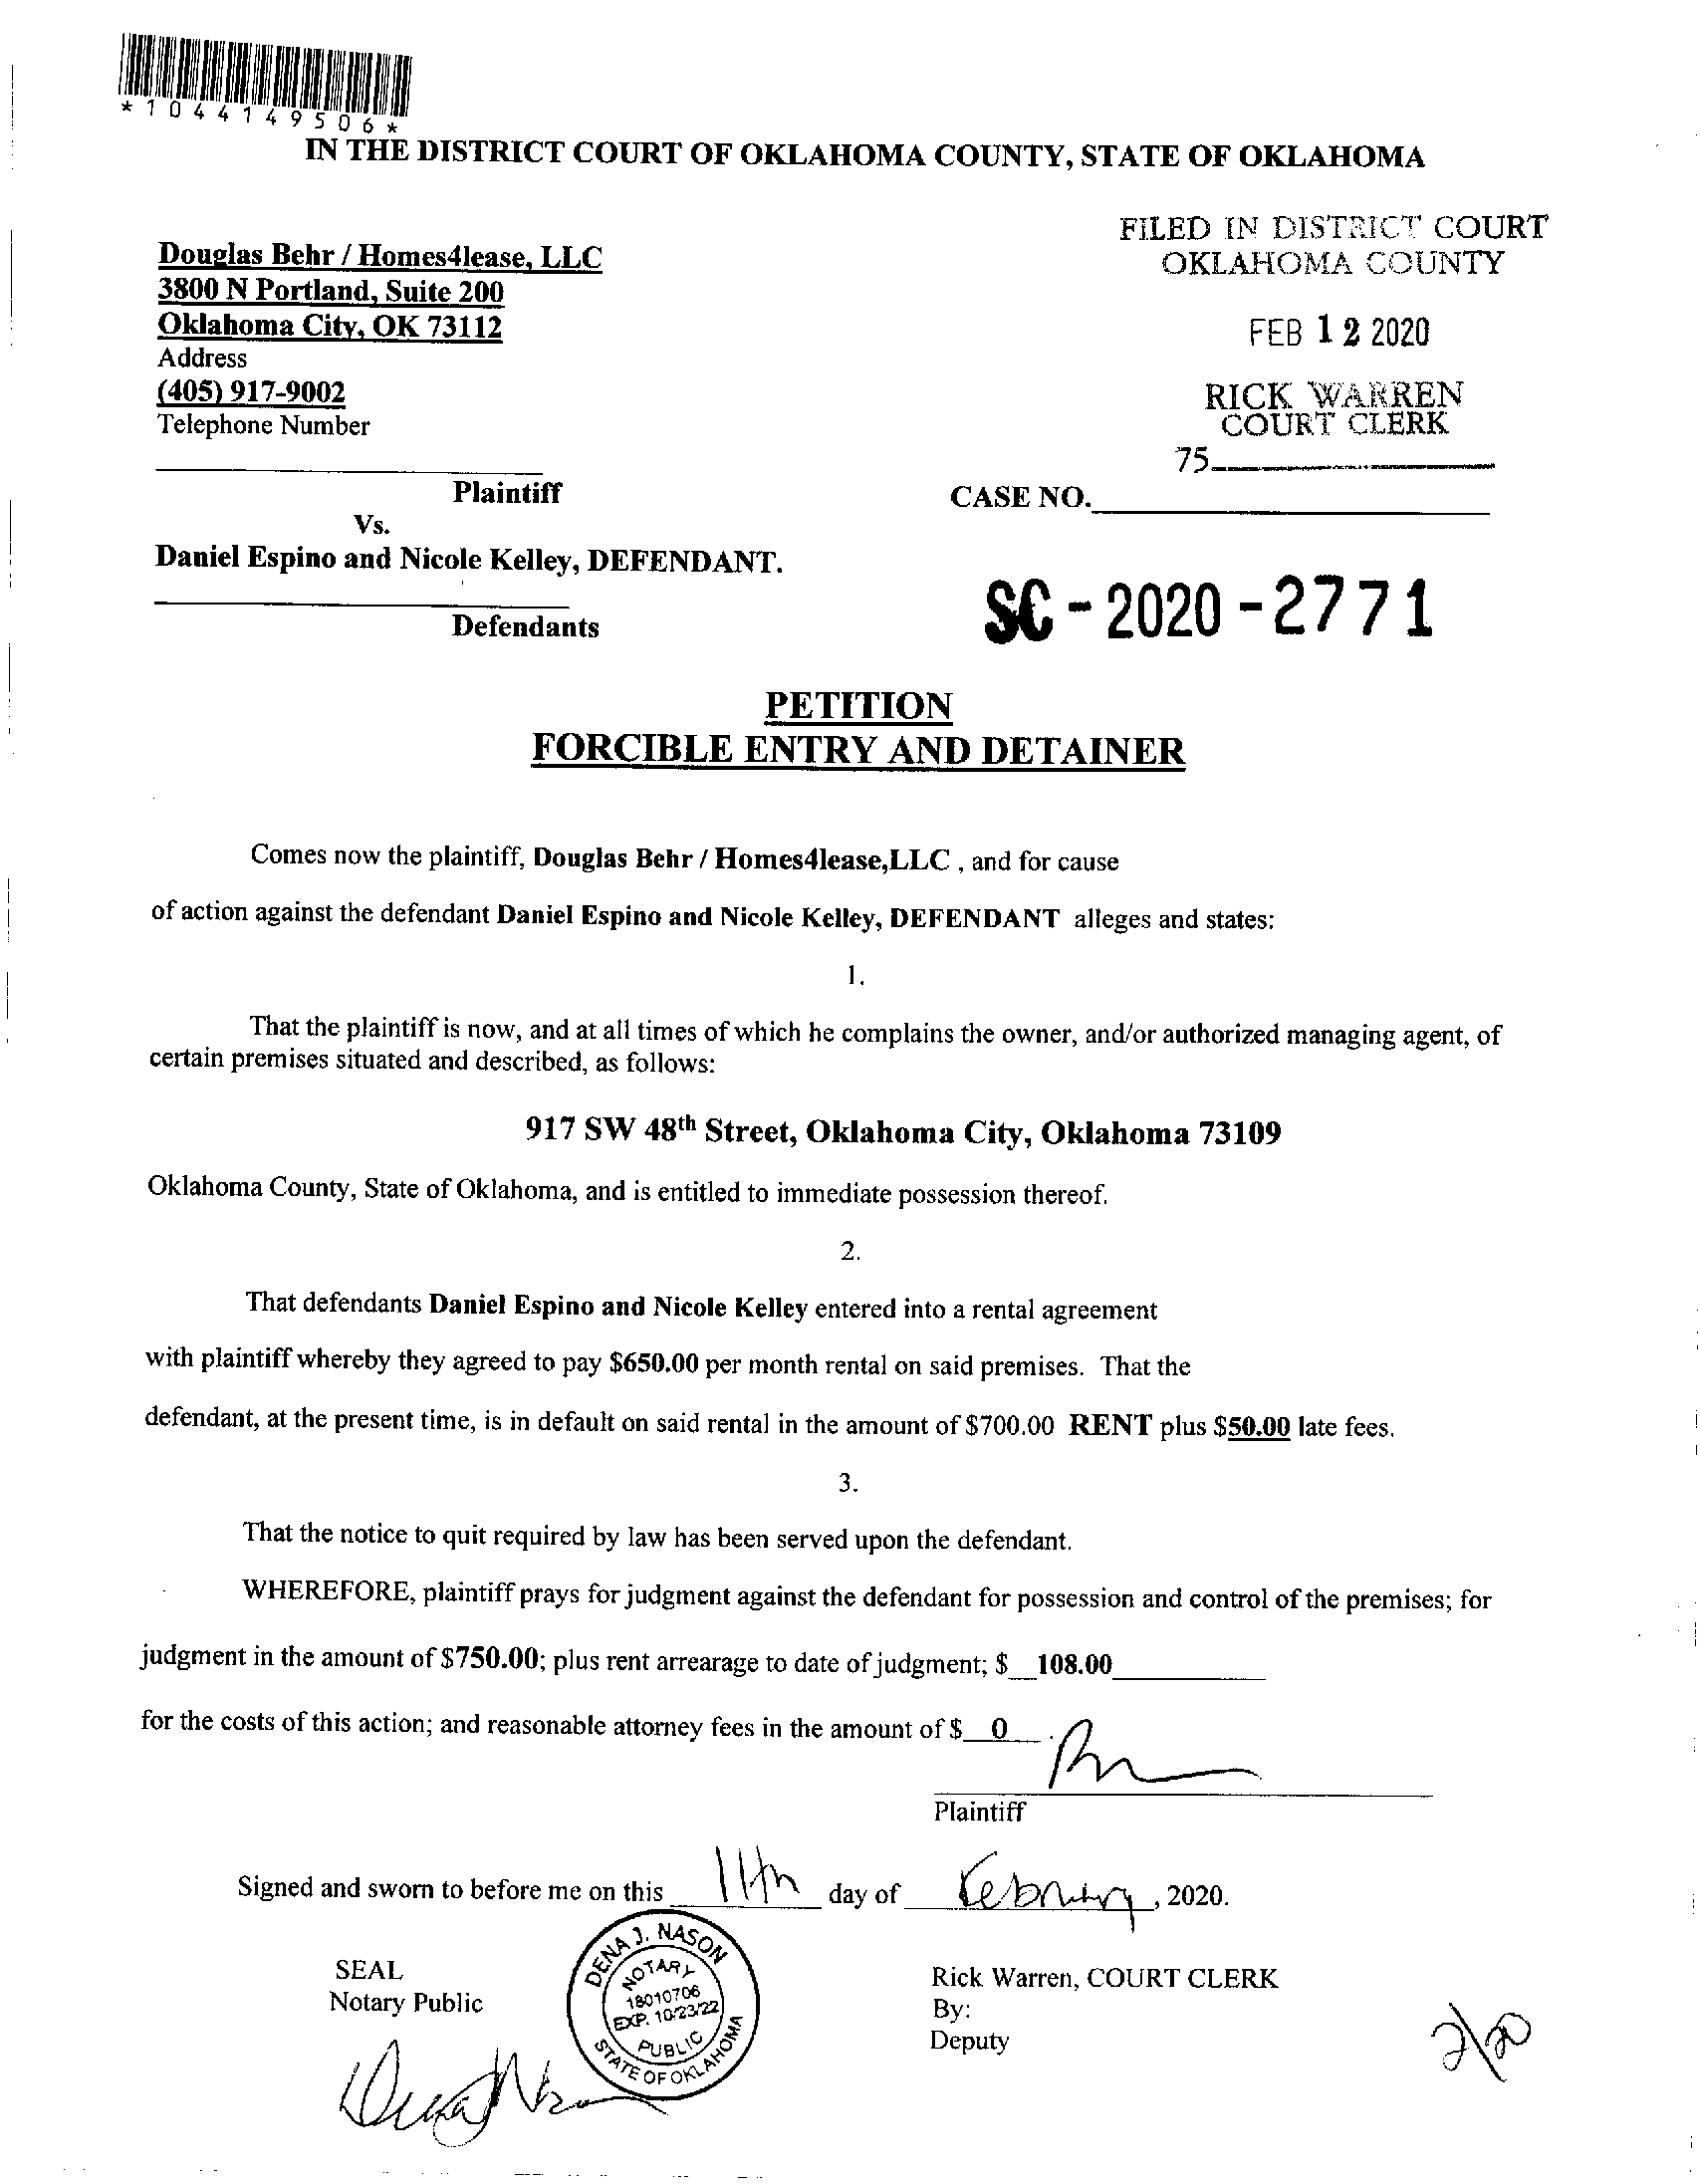 *1044149506*
IN THE DISTRICT COURT OF OKLAHOMA COUNTY, STATE OF OKLAHOMA
FILED IN DISTRICT COURT
OKLAHOMA COUNTY
FEB 12 2020
RICK WARREN
COURT CLERK
75
Douglas Behr / Homes4lease, LLC
3800 N Portland, Suite 200
Oklahoma City, OK 73112
Address
(405) 917-9002
Telephone Number
Plaintiff
CASE NO.
Vs.
Daniel Espino and Nicole Kelley, DEFENDANT.
Defendants
SC - 2020 - 2771
PETITION
FORCIBLE ENTRY AND DETAINER
Comes now the plaintiff, Douglas Behr / Homes4lease,LLC , and for cause
of action against the defendant Daniel Espino and Nicole Kelley, DEFENDANT alleges and states:
1.
That the plaintiff is now, and at all times of which he complains the owner, and/or authorized managing agent, of
certain premises situated and described, as follows:
917 SW 48th Street, Oklahoma City, Oklahoma 73109
Oklahoma County, State of Oklahoma, and is entitled to immediate possession thereof.
2.
That defendants Daniel Espino and Nicole Kelley entered into a rental agreement
with plaintiff whereby they agreed to pay $650.00 per month rental on said premises. That the
defendant, at the present time, is in default on said rental in the amount of $700.00 RENT plus $50.00 late fees.
3.
That the notice to quit required by law has been served upon the defendant.
WHEREFORE, plaintiff prays for judgment against the defendant for possession and control of the premises; for
judgment in the amount of $750.00; plus rent arrearage to date of judgment; $__108.00__________
for the costs of this action; and reasonable attorney fees in the amount of $__0__.
Plaintiff
Signed and sworn to before me on this 11th day of February, 2020.
SEAL
Notary Public
DENA J. NASON
NOTARY
18010706
EXP. 10/23/22
PUBLIC
STATE OF OKLAHOMA
Rick Warren, COURT CLERK
By:
Deputy
2/20